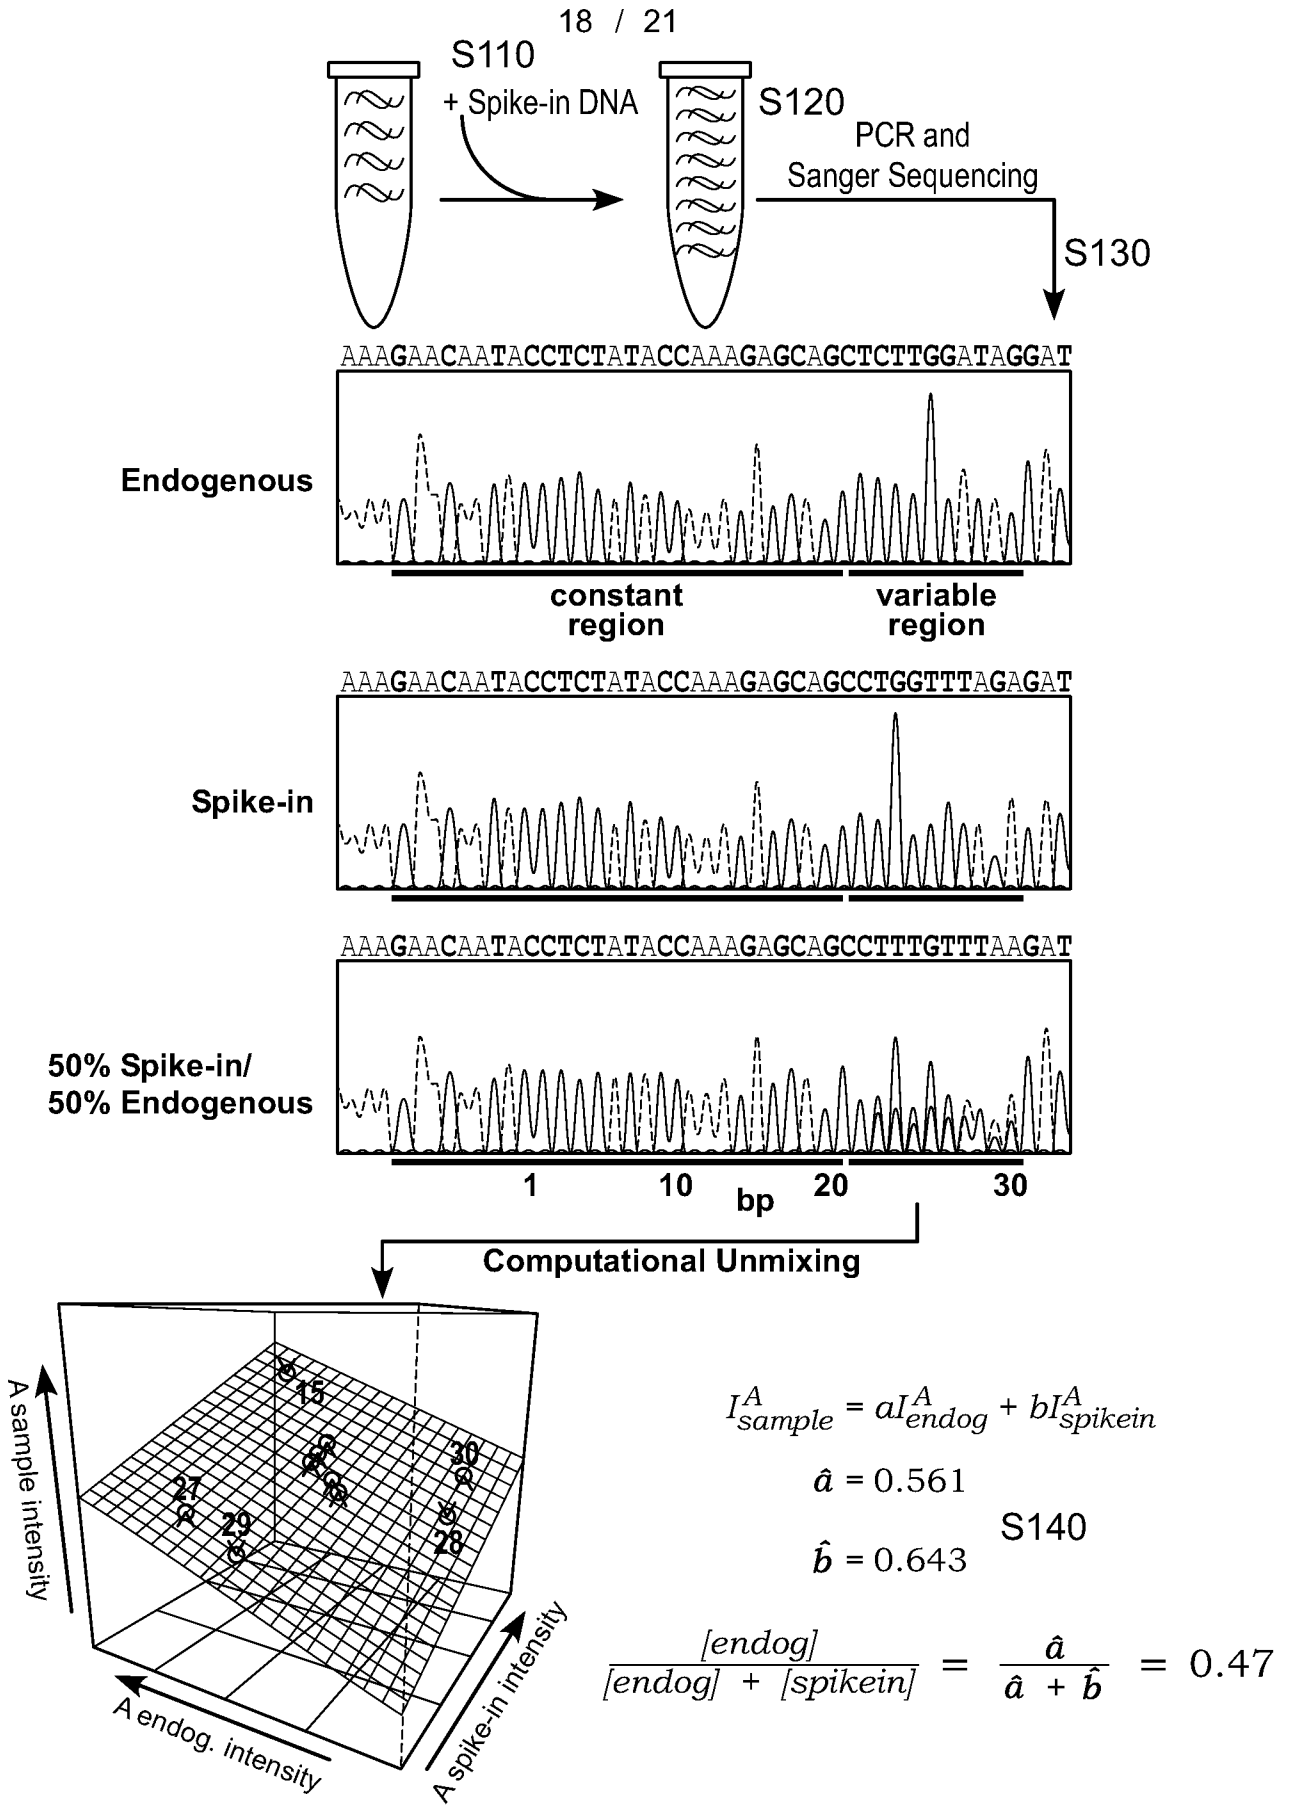 18 / 21
S110
+ Spike-in DNA
S120
PCR and
Sanger Sequencing
S130
AAAGAACAATACCTCTATACCAAAGAGCAGCTCTTGGATAGGAT
Endogenous
constant region
variable region
AAAGAACAATACCTCTATACCAAAGAGCAGCCTGGTTTAGAGAT
Spike-in
AAAGAACAATACCTCTATACCAAAGAGCAGCCTTTGTTTAAGAT
50% Spike-in/
50% Endogenous
1 10 bp 20 30
Computational Unmixing
A sample intensity
15
30
27
29
28
A endog. intensity
A spike-in intensity
I^A_sample = aI^A_endog + bI^A_spikein
â = 0.561
S140
b̂ = 0.643
[endog] / [endog] + [spikein] = â / â + b̂ = 0.47